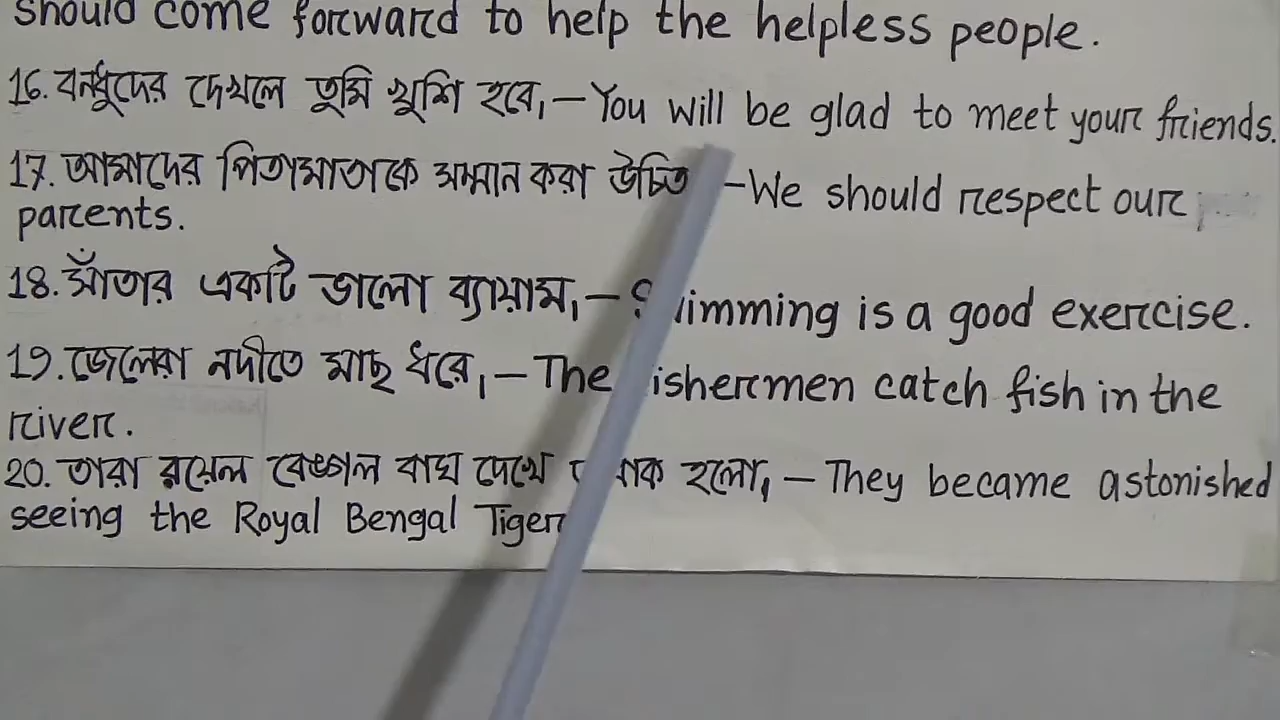 should come forward to help the helpless people.
16. বন্ধুদের দেখলে তুমি খুশি হবে। – You will be glad to meet your friends.
17. আমাদের পিতামাতাকে সম্মান করা উচিত – We should respect our
parents.
18. সাঁতার একটি ভালো ব্যায়াম। – Swimming is a good exercise.
19. জেলেরা নদীতে মাছ ধরে। – The fishermen catch fish in the
river.
20. তারা রয়েল বেঙ্গল বাঘ দেখে হলো। – They became astonished
seeing the Royal Bengal Tiger